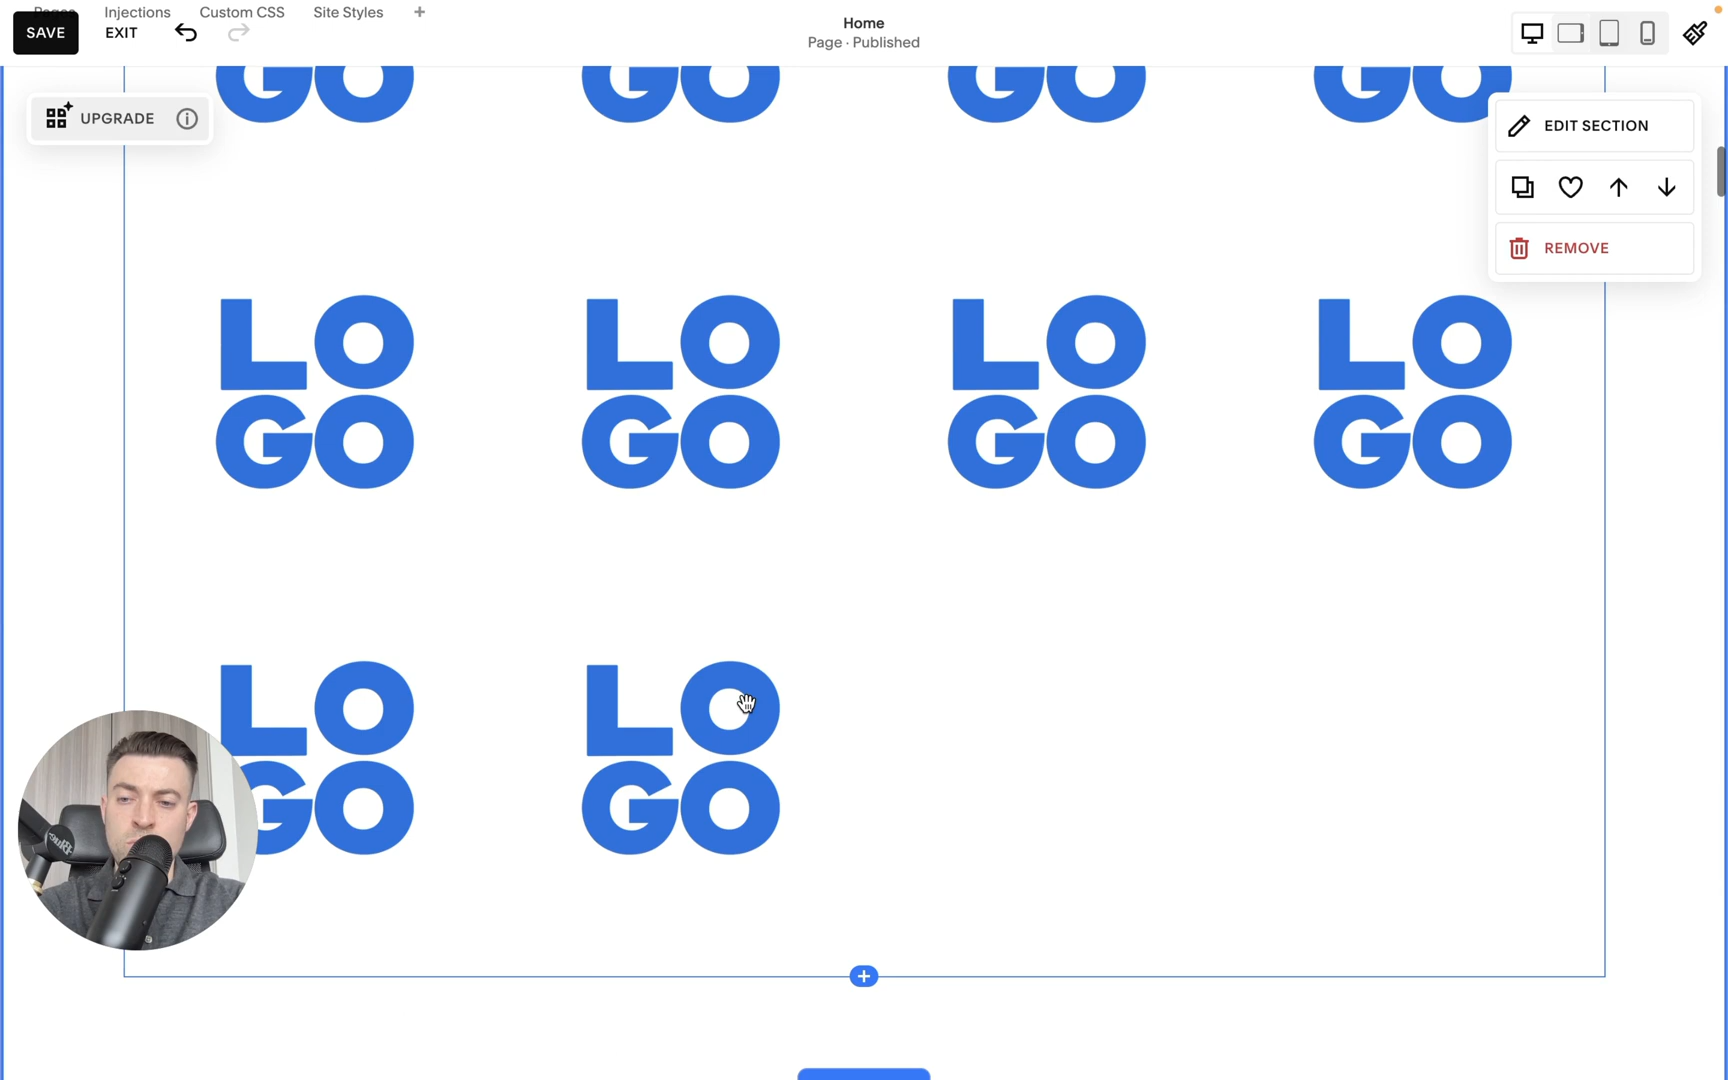 Pages Injections Custom CSS Site Styles +
SAVE EXIT
Home
Page · Published
UPGRADE
EDIT SECTION
REMOVE
GO GO GO GO
LO LO LO LO
GO GO GO GO
LO LO
GO GO